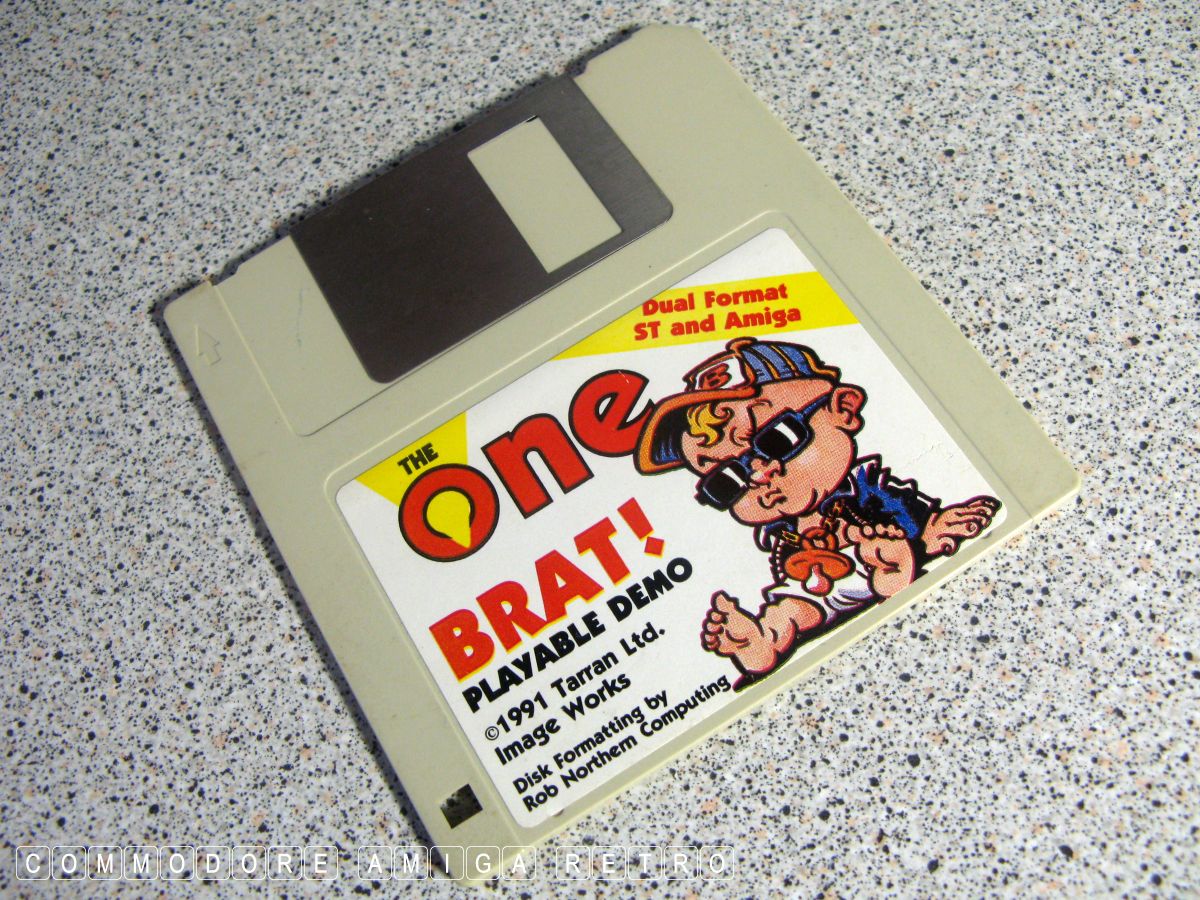 Dual Format
ST and Amiga
THE
One
B
BRAT!
PLAYABLE DEMO
©1991 Tarran Ltd.
Image Works
Disk Formatting by
Rob Northern Computing
COMMODORE AMIGA RETRO